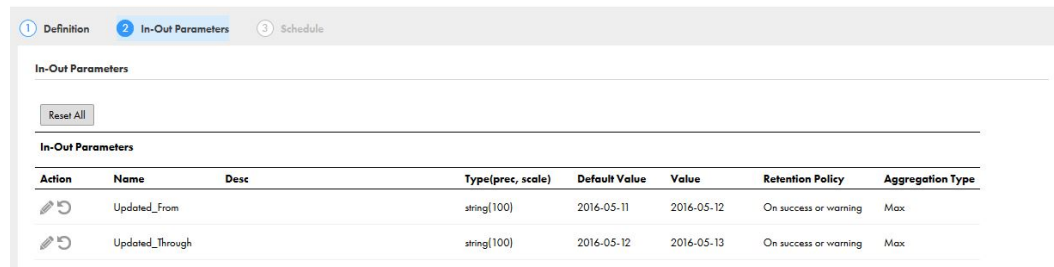 1 Definition 2 In-Out Parameters 3 Schedule
In-Out Parameters
Reset All
In-Out Parameters
Action Name Desc Type(prec, scale) Default Value Value Retention Policy Aggregation Type
Updated_From string(100) 2016-05-11 2016-05-12 On success or warning Max
Updated_Through string(100) 2016-05-12 2016-05-13 On success or warning Max